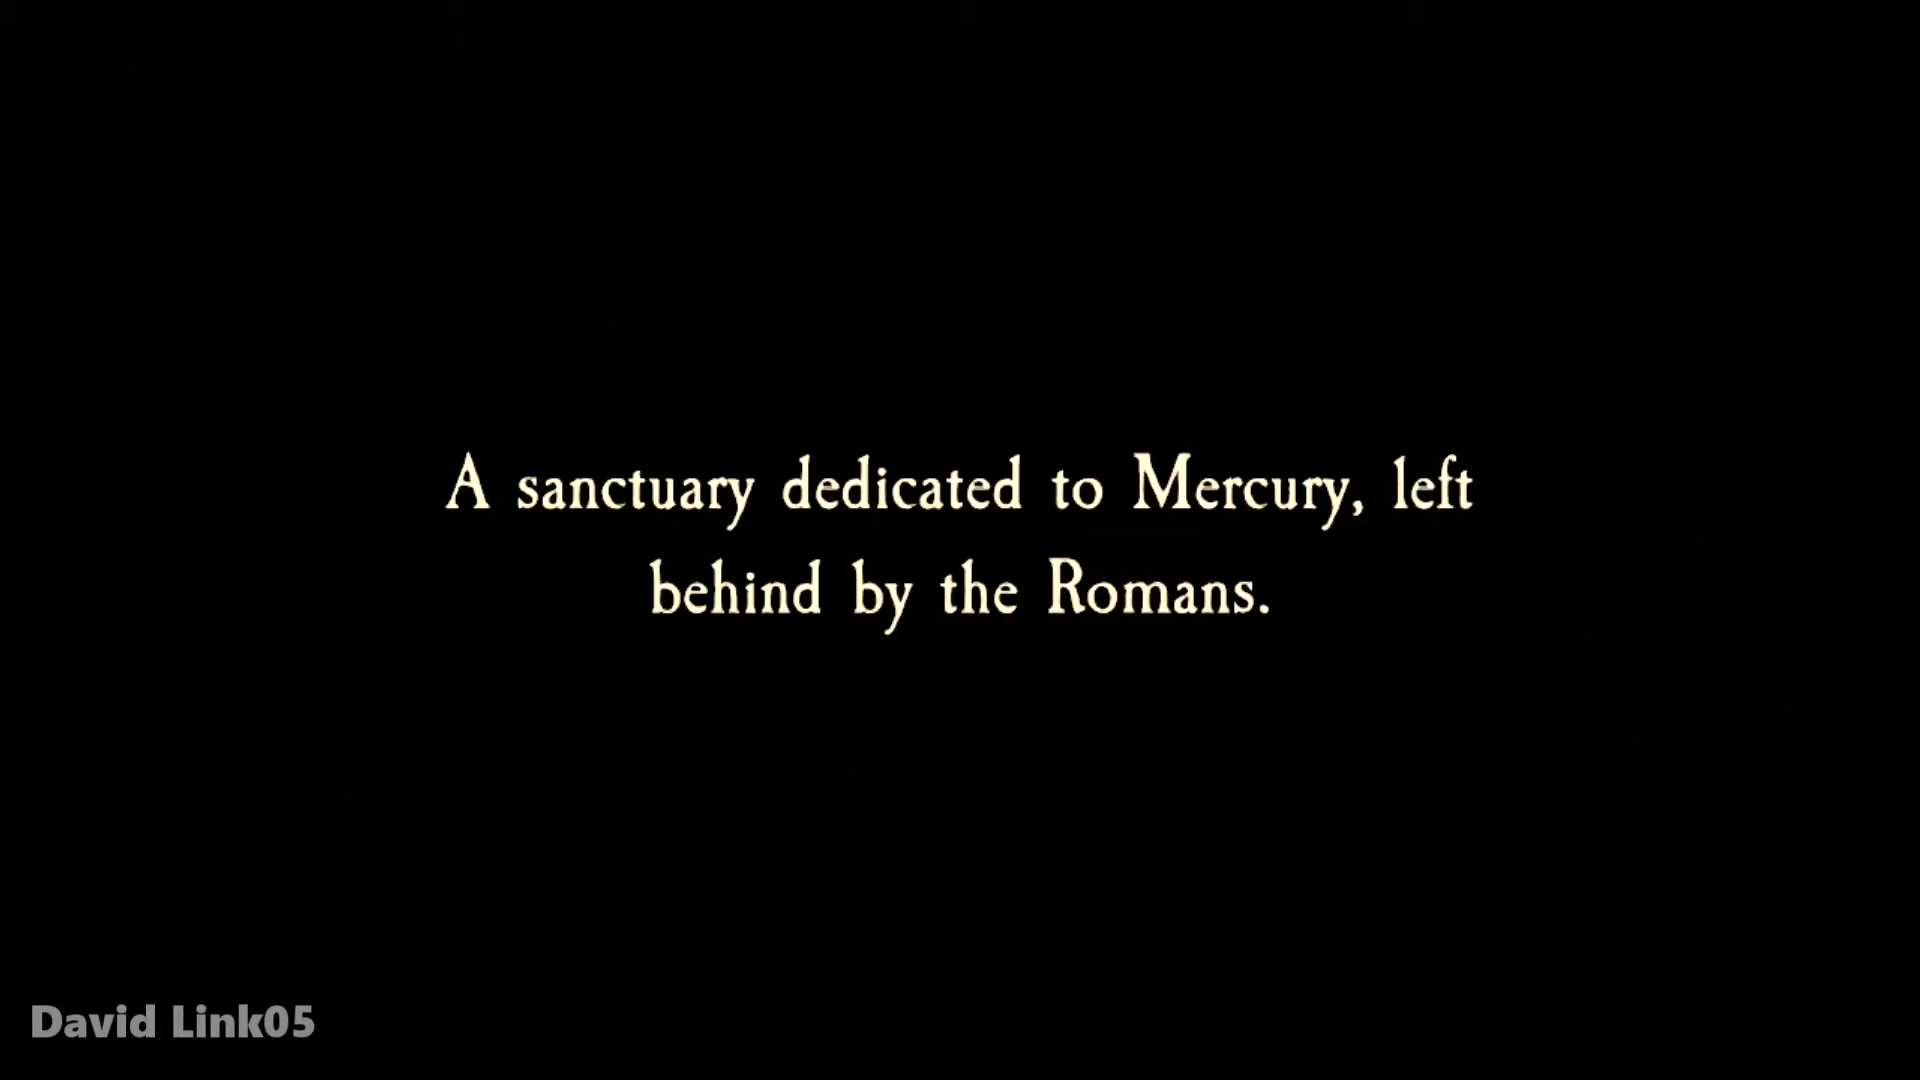 A sanctuary dedicated to Mercury, left
behind by the Romans.
David Link05